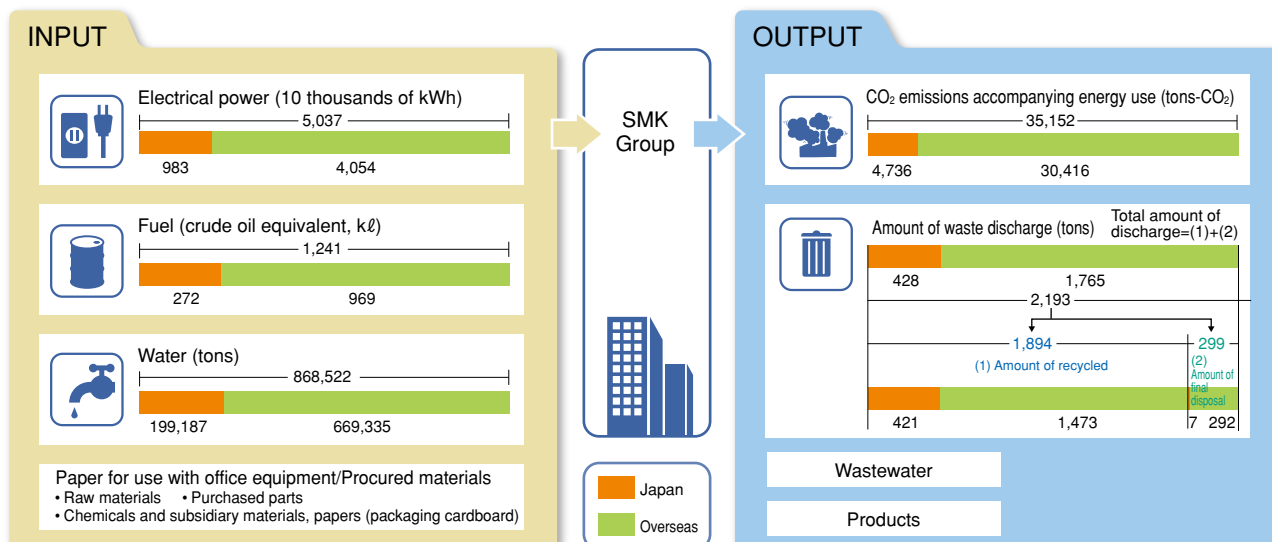 INPUT
Electrical power (10 thousands of kWh)
5,037
983 4,054
Fuel (crude oil equivalent, kℓ)
1,241
272 969
Water (tons)
868,522
199,187 669,335
Paper for use with office equipment/Procured materials
• Raw materials • Purchased parts
• Chemicals and subsidiary materials, papers (packaging cardboard)
SMK
Group
Japan
Overseas
OUTPUT
CO₂ emissions accompanying energy use (tons-CO₂)
35,152
4,736 30,416
Amount of waste discharge (tons)
Total amount of
discharge=(1)+(2)
428 1,765
2,193
1,894 299
(1) Amount of recycled
(2)
Amount of
final
disposal
421 1,473 7 292
Wastewater
Products